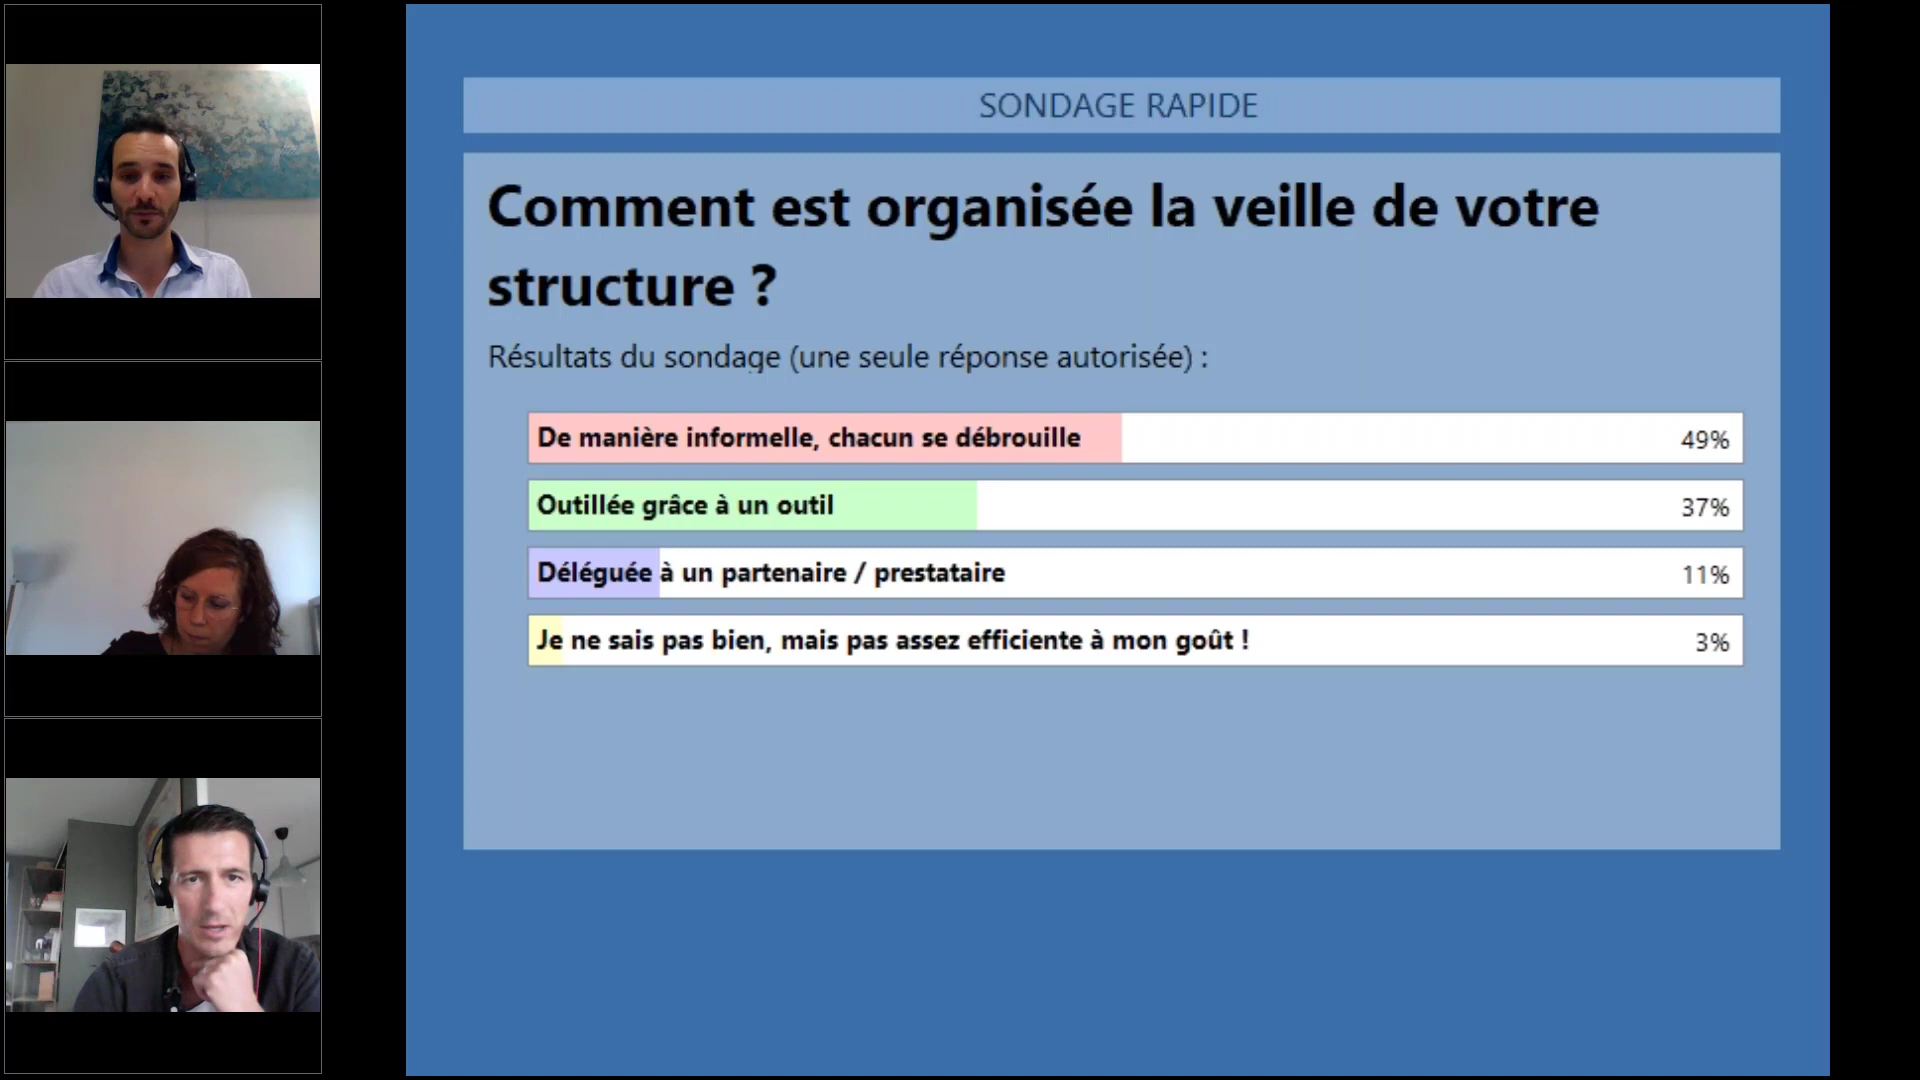 SONDAGE RAPIDE
Comment est organisée la veille de votre
structure ?
Résultats du sondage (une seule réponse autorisée) :
De manière informelle, chacun se débrouille 49%
Outillée grâce à un outil 37%
Déléguée à un partenaire / prestataire 11%
Je ne sais pas bien, mais pas assez efficiente à mon goût ! 3%